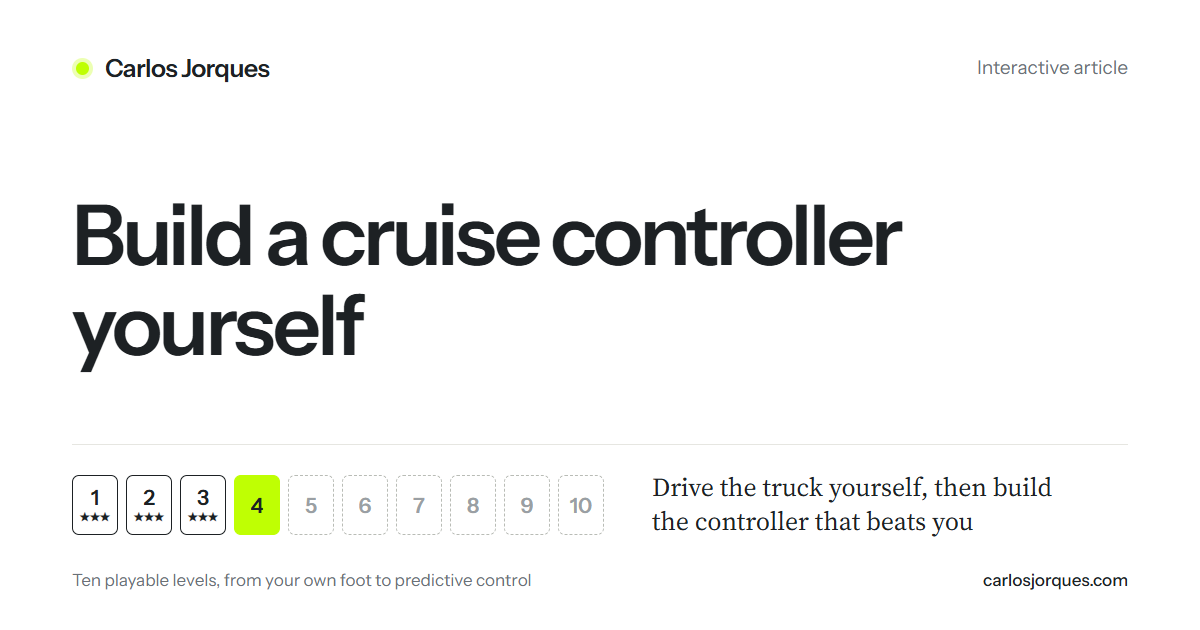 Carlos Jorques
Interactive article
Build a cruise controller
yourself
1 2 3 4 5 6 7 8 9 10
★★★ ★★★ ★★★
Drive the truck yourself, then build
the controller that beats you
Ten playable levels, from your own foot to predictive control
carlosjorques.com